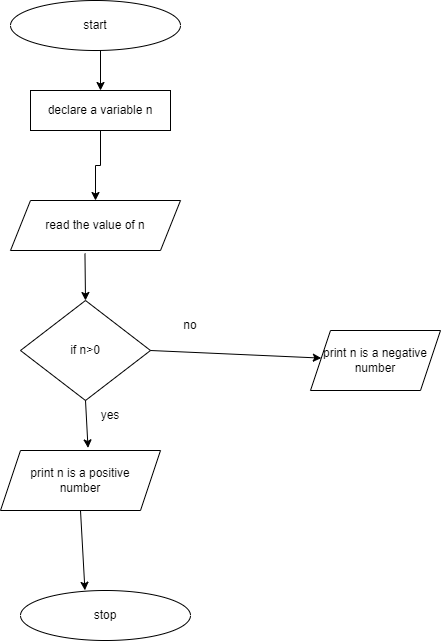 start
declare a variable n
read the value of n
if n>0
no
print n is a negative
number
yes
print n is a positive
number
stop